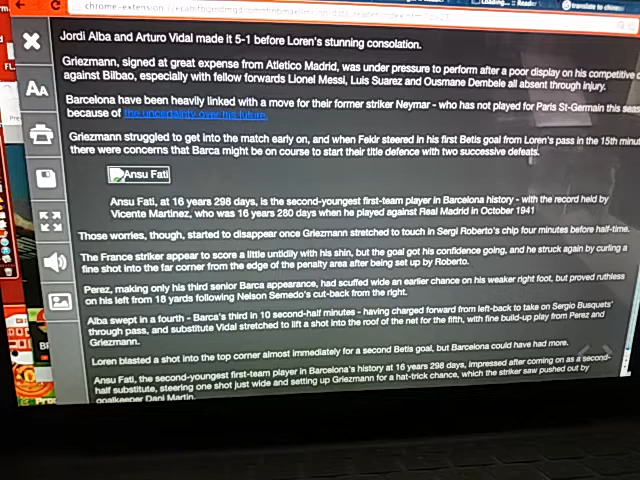 chrome-extension://
Loading... :: Reader
translate to chinese
Jordi Alba and Arturo Vidal made it 5-1 before Loren's stunning consolation.
Griezmann, signed at great expense from Atletico Madrid, was under pressure to perform after a poor display on his competitive
against Bilbao, especially with fellow forwards Lionel Messi, Luis Suarez and Ousmane Dembele all absent through injury.
Barcelona have been heavily linked with a move for their former striker Neymar - who has not played for Paris St-Germain this
because of the uncertainty over his future.
Griezmann struggled to get into the match early on, and when Fekir steered in his first Betis goal from Loren's pass in the 15th
there were concerns that Barca might be on course to start their title defence with two successive defeats.
Ansu Fati
Ansu Fati, at 16 years 298 days, is the second-youngest first-team player in Barcelona history - with the record held by
Vicente Martinez, who was 16 years 280 days when he played against Real Madrid in October 1941
Those worries, though, started to disappear once Griezmann stretched to touch in Sergi Roberto's chip four minutes before half-time.
The France striker appear to score a little untidily with his shin, but the goal got his confidence going, and he struck again by curling a
fine shot into the far corner from the edge of the penalty area after being set up by Roberto.
Perez, making only his third senior Barca appearance, had scuffed wide an earlier chance on his weaker right foot, but proved ruthless
on his left from 18 yards following Nelson Semedo's cut-back from the right.
Alba swept in a fourth - Barca's third in 10 second-half minutes - having charged forward from left-back to take on Sergio Busquets'
through pass, and substitute Vidal stretched to lift a shot into the roof of the net for the fifth, with fine build-up play from Perez and
Griezmann.
Loren blasted a shot into the top corner almost immediately for a second Betis goal, but Barcelona could have had more.
Ansu Fati, the second-youngest first-team player in Barcelona's history at 16 years 298 days, impressed after coming on as a second-
half substitute, steering one shot just wide and setting up Griezmann for a hat-trick chance, which the striker saw pushed out by
goalkeeper Dani Martin.